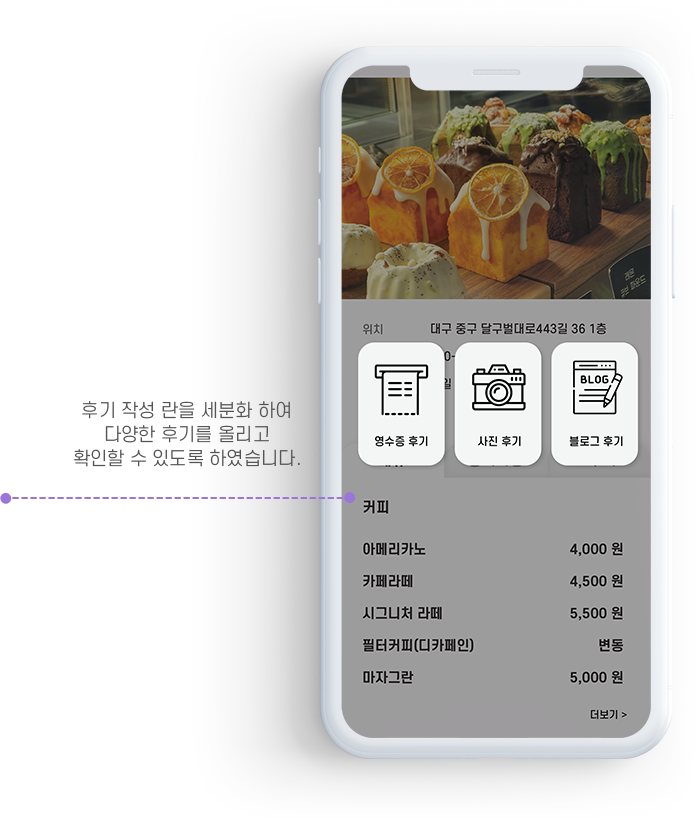 위치 대구 중구 달구벌대로443길 36 1층
BLOG
영수증 후기 사진 후기 블로그 후기
후기 작성 란을 세분화 하여
다양한 후기를 올리고
확인할 수 있도록 하였습니다.
커피
아메리카노 4,000 원
카페라떼 4,500 원
시그니처 라떼 5,500 원
필터커피(디카페인) 변동
마자그란 5,000 원
더보기 >